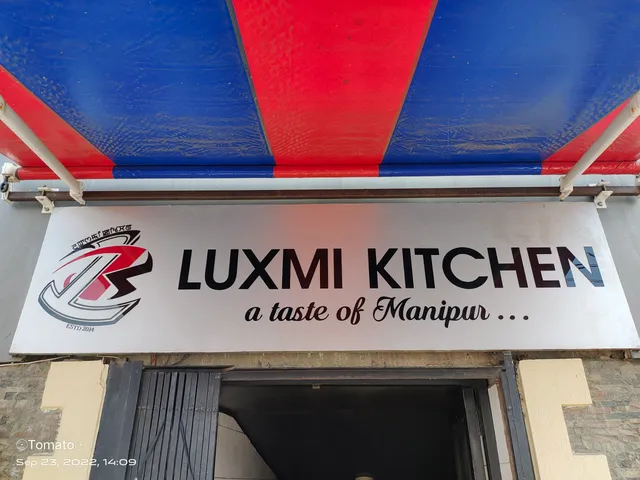 LUXMI KITCHEN
a taste of Manipur ...
ESTD 2014
@Tomato
Sep 23, 2022, 14:09